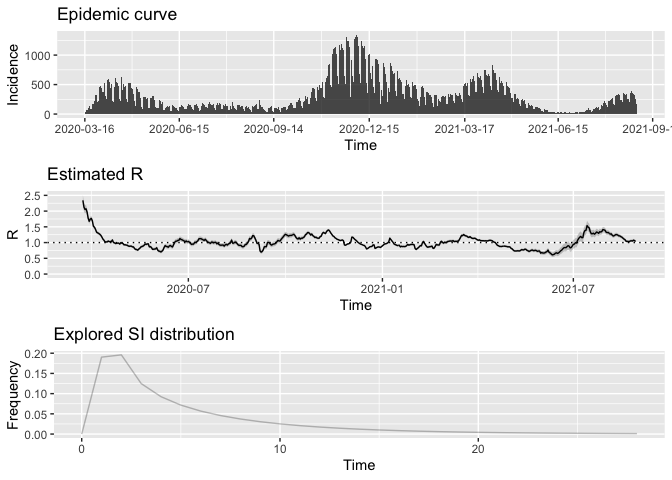 Epidemic curve
Incidence
1000
500
0
2020-03-16 2020-06-15 2020-09-14 2020-12-15 2021-03-17 2021-06-15 2021-09-1
Time
Estimated R
R
2.5
2.0
1.5
1.0
0.5
0.0
2020-07 2021-01 2021-07
Time
Explored SI distribution
Frequency
0.20
0.15
0.10
0.05
0.00
0 10 20
Time